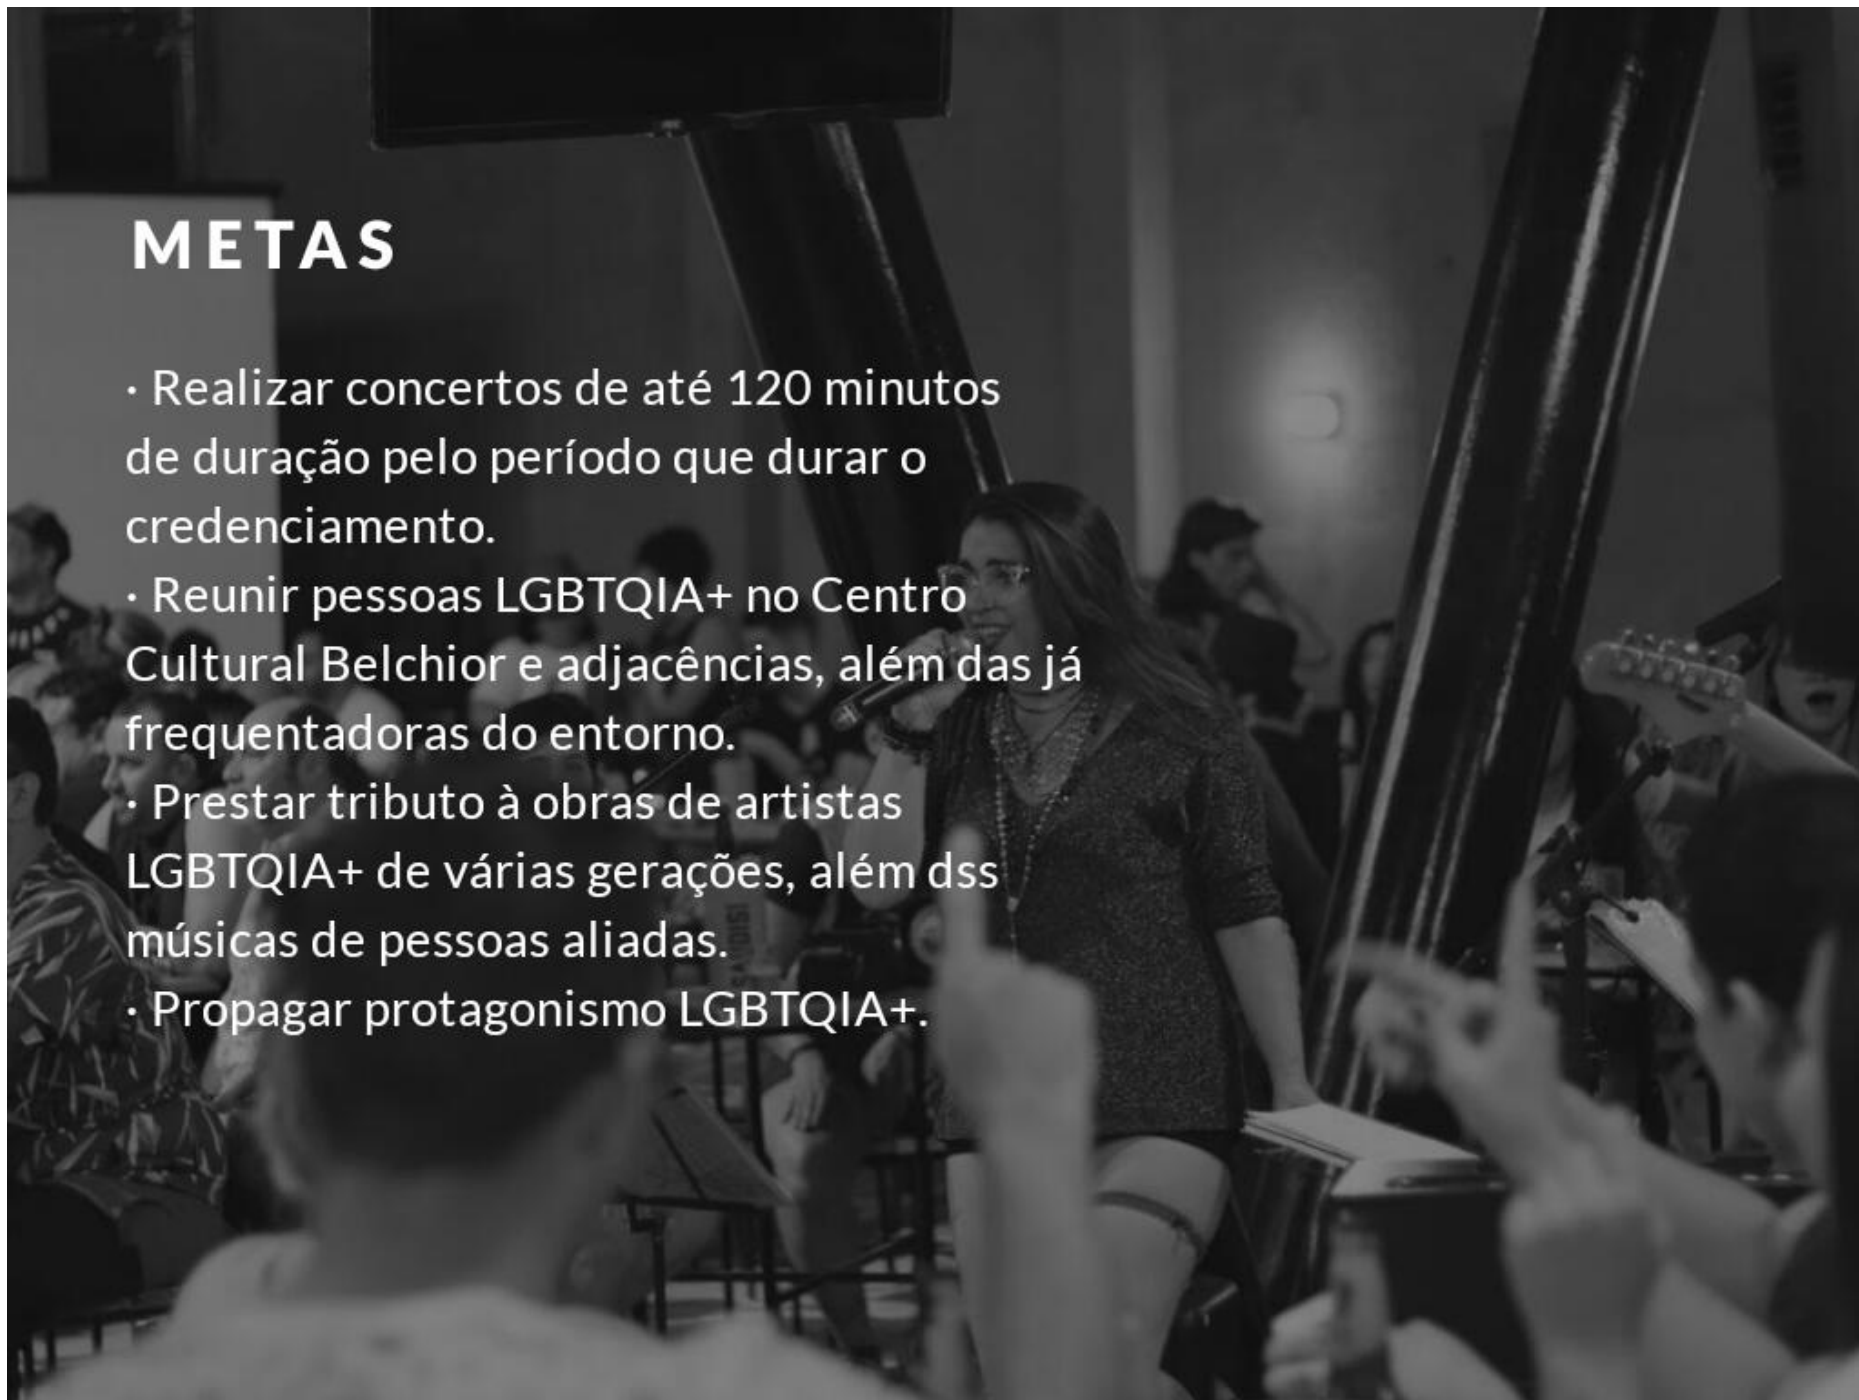 METAS
· Realizar concertos de até 120 minutos
de duração pelo período que durar o
credenciamento.
· Reunir pessoas LGBTQIA+ no Centro
Cultural Belchior e adjacências, além das já
frequentadoras do entorno.
· Prestar tributo à obras de artistas
LGBTQIA+ de várias gerações, além dss
músicas de pessoas aliadas.
· Propagar protagonismo LGBTQIA+.